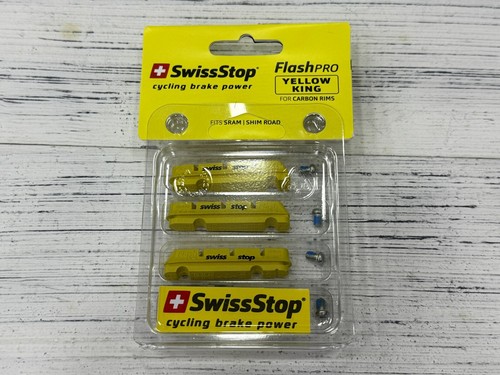 SwissStop
cycling brake power
FlashPRO
YELLOW
KING
FOR CARBON RIMS
FITS SRAM | SHIM ROAD
swiss stop
swiss stop
swiss stop
SwissStop
cycling brake power